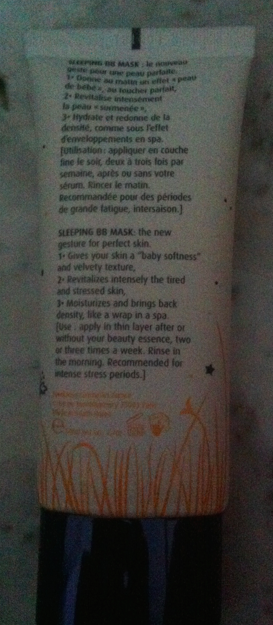 SLEEPING BB MASK : le nouveau
geste pour une peau parfaite.
1• Donne au matin un effet « peau
de bébé », au toucher parfait,
2• Revitalise intensément
la peau « surmenée »,
3• Hydrate et redonne de la
densité, comme sous l'effet
d'enveloppements en spa.
[Utilisation: appliquer en couche
fine le soir, deux à trois fois par
semaine, après ou sans votre
sérum. Rincer le matin.
Recommandée pour des périodes
de grande fatigue, intersaison.]
SLEEPING BB MASK: the new
gesture for perfect skin.
1• Gives your skin a "baby softness"
and velvety texture,
2• Revitalizes intensely the tired
and stressed skin,
3• Moisturizes and brings back
density, like a wrap in a spa.
[Use : apply in thin layer after or
without your beauty essence, two
or three times a week. Rinse in
the morning. Recommended for
intense stress periods.]